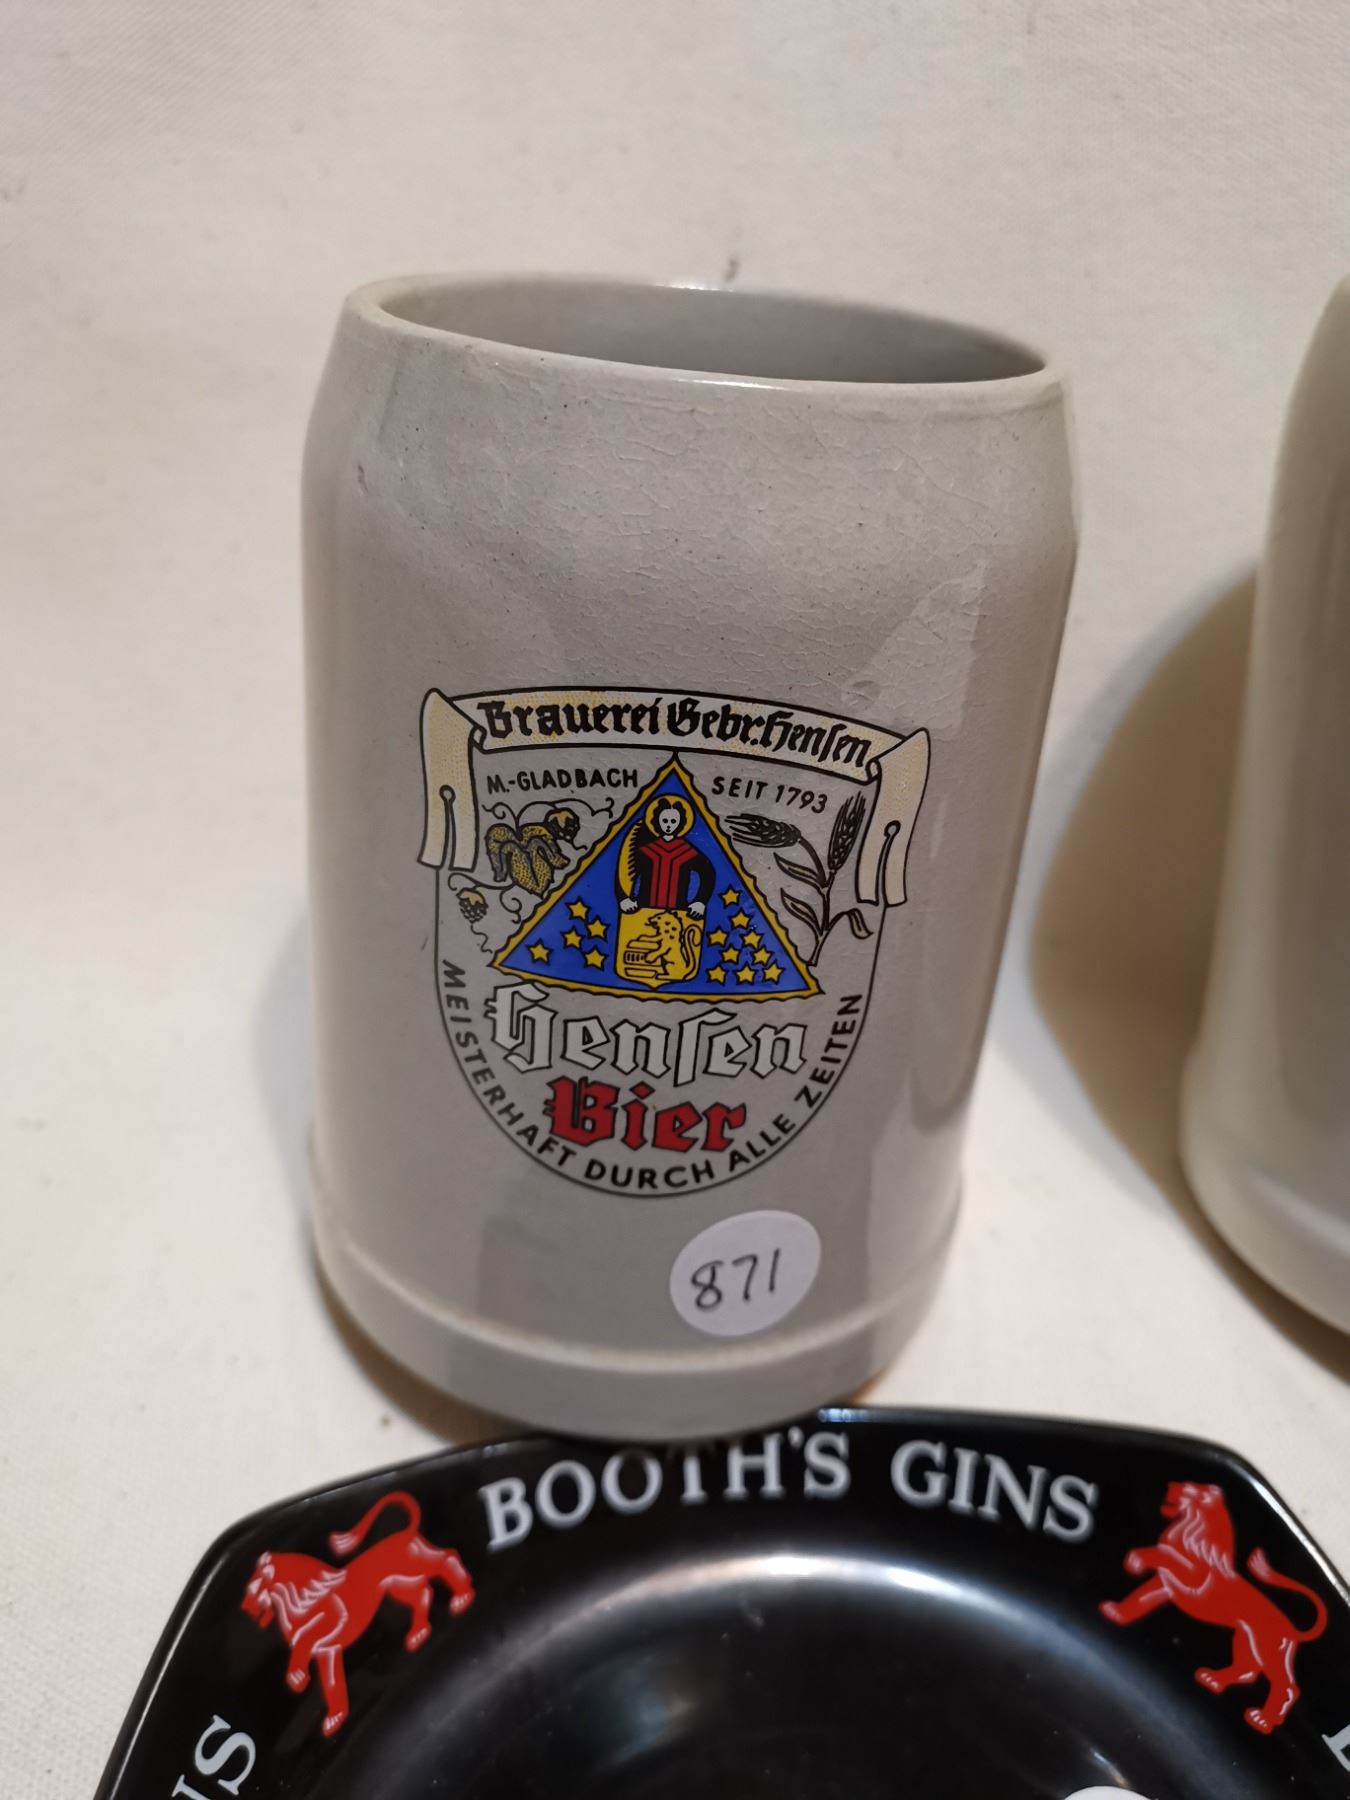 Brauerei Gebr. Hensen
M.-GLADBACH SEIT 1793
Hensen
Bier
MEISTERHAFT DURCH ALLE ZEITEN
871
BOOTH'S GINS